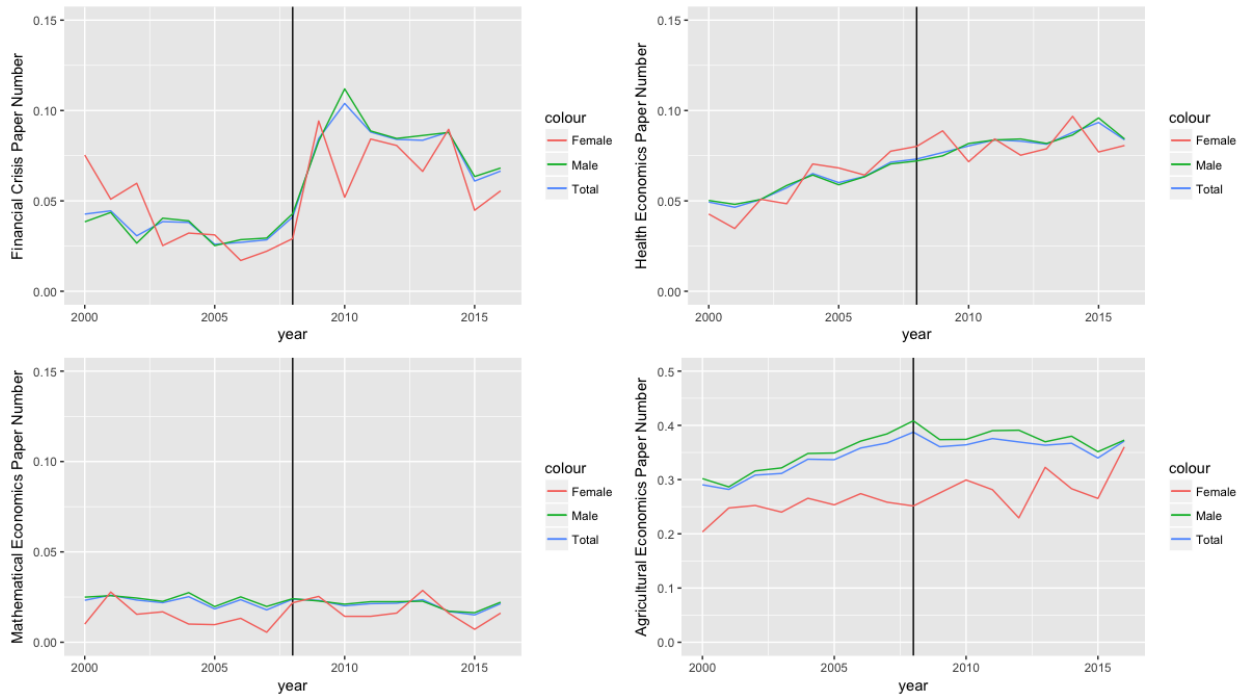 Financial Crisis Paper Number
0.15
0.10
0.05
0.00
2000
2005
2010
2015
year
colour
Female
Male
Total
Health Economics Paper Number
0.15
0.10
0.05
0.00
2000
2005
2010
2015
year
colour
Female
Male
Total
Mathematical Economics Paper Number
0.15
0.10
0.05
0.00
2000
2005
2010
2015
year
colour
Female
Male
Total
Agricultural Economics Paper Number
0.5
0.4
0.3
0.2
0.0
2000
2005
2010
2015
year
colour
Female
Male
Total